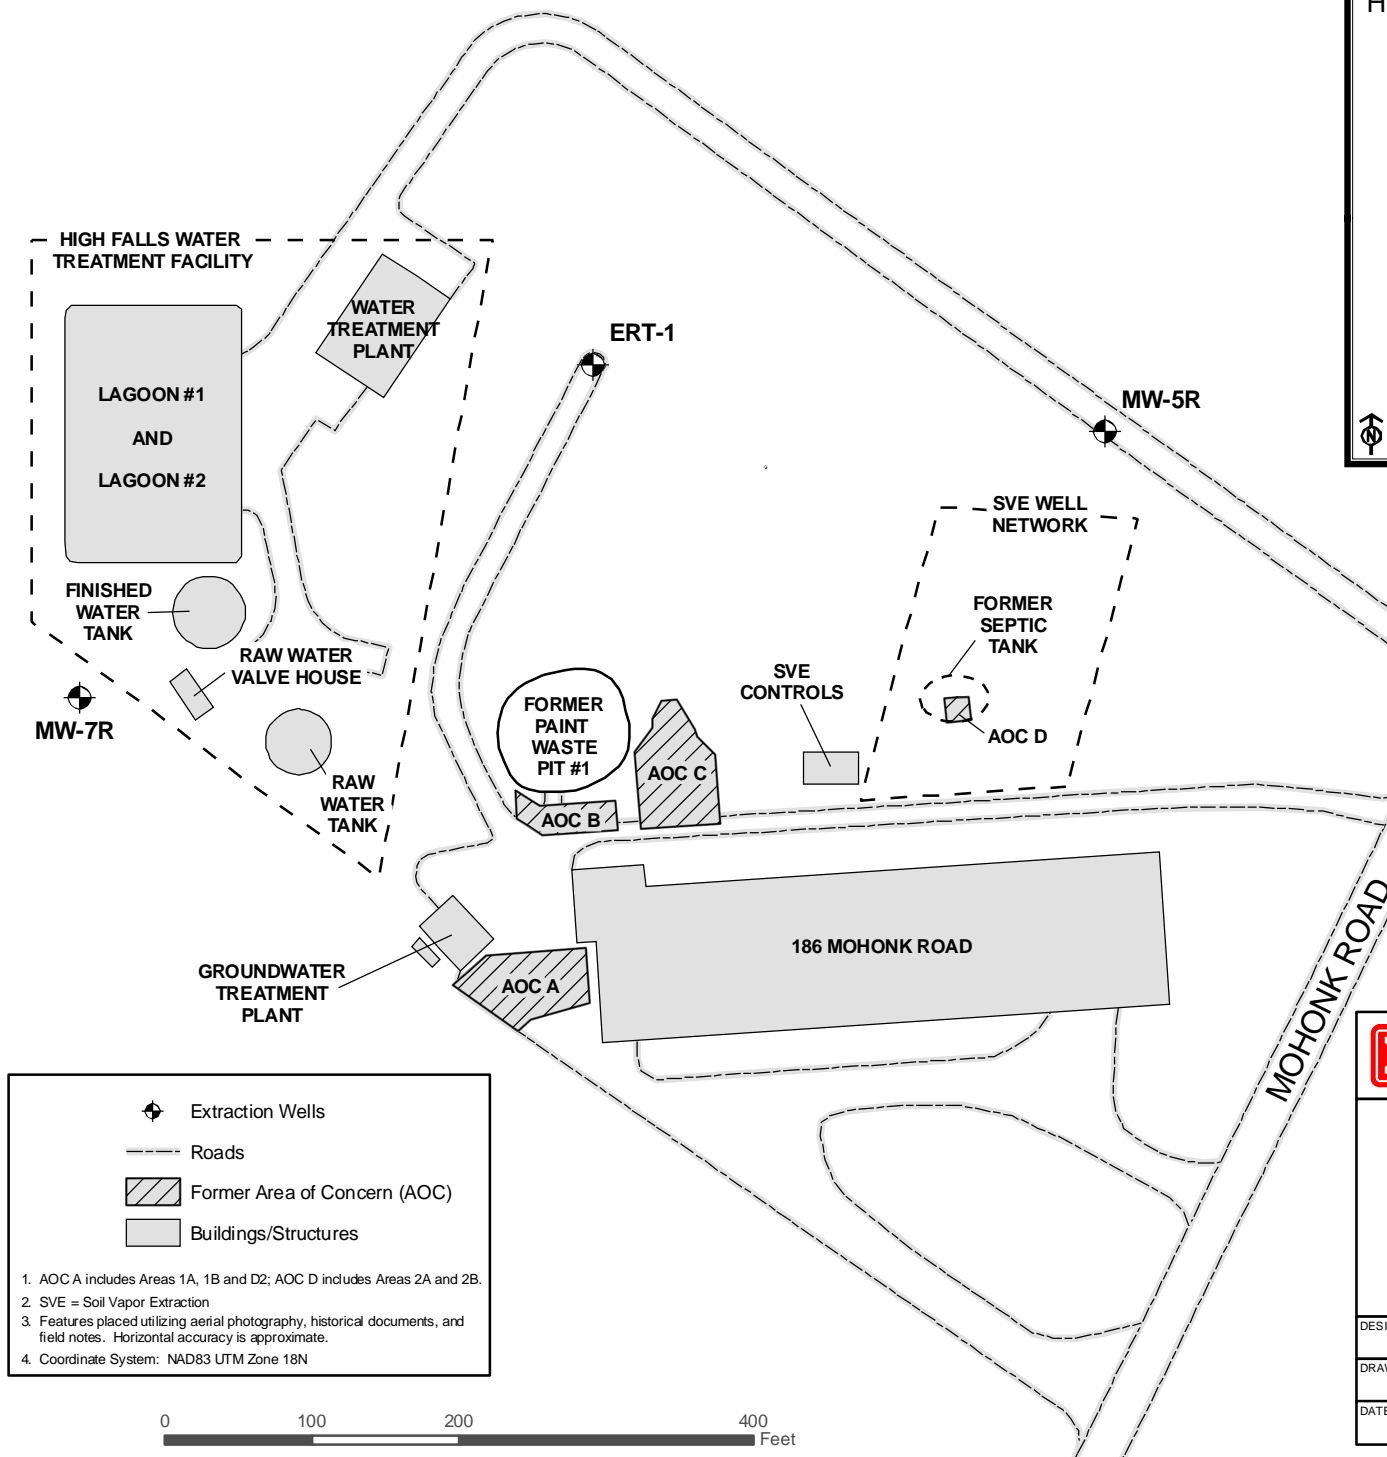 H
HIGH FALLS WATER
TREATMENT FACILITY
WATER
TREATMENT
PLANT
ERT-1
LAGOON #1
AND
LAGOON #2
MW-5R
N
SVE WELL
NETWORK
FINISHED
WATER
TANK
FORMER
SEPTIC
TANK
RAW WATER
VALVE HOUSE
SVE
CONTROLS
MW-7R
FORMER
PAINT
WASTE
PIT #1
AOC D
AOC C
RAW
WATER
TANK
AOC B
MOHONK ROAD
186 MOHONK ROAD
GROUNDWATER
TREATMENT
PLANT
AOC A
Extraction Wells
Roads
Former Area of Concern (AOC)
Buildings/Structures
1. AOC A includes Areas 1A, 1B and D2; AOC D includes Areas 2A and 2B.
2. SVE = Soil Vapor Extraction
3. Features placed utilizing aerial photography, historical documents, and
field notes. Horizontal accuracy is approximate.
4. Coordinate System: NAD83 UTM Zone 18N
0 100 200 400
Feet
DESI
DRAW
DATE